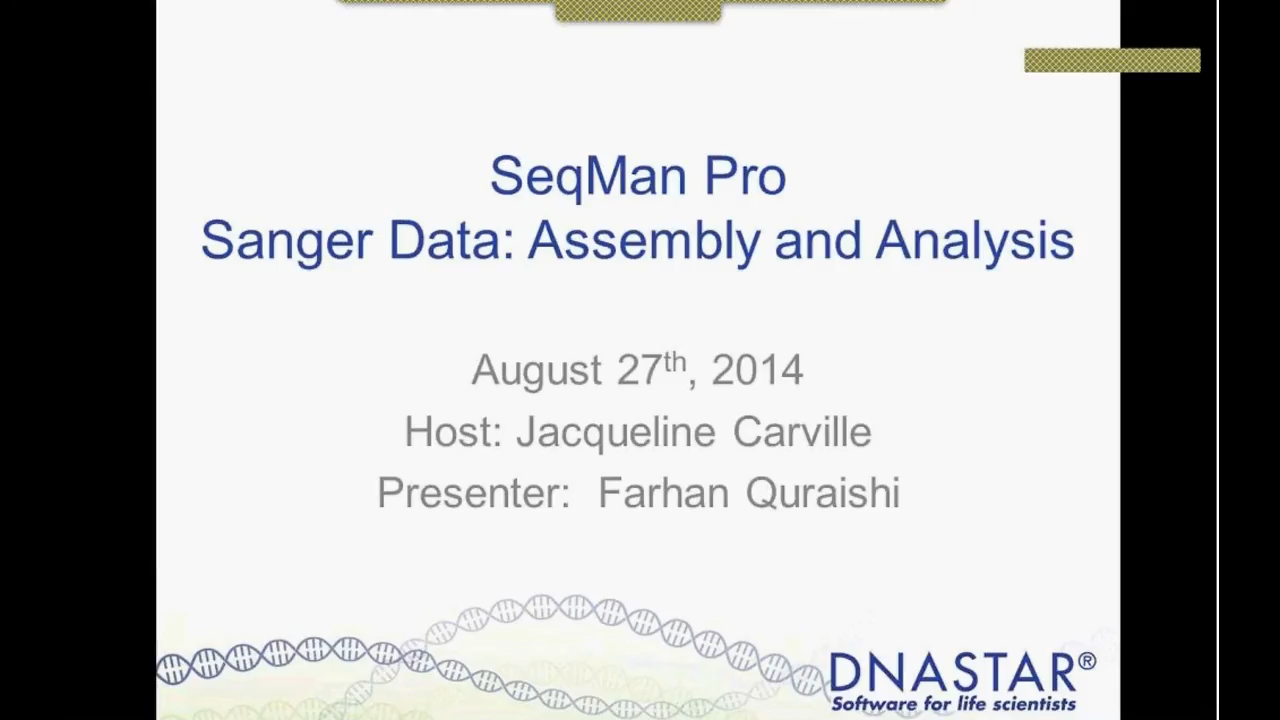 SeqMan Pro
Sanger Data: Assembly and Analysis
August 27th, 2014
Host: Jacqueline Carville
Presenter: Farhan Quraishi
DNASTAR®
Software for life scientists